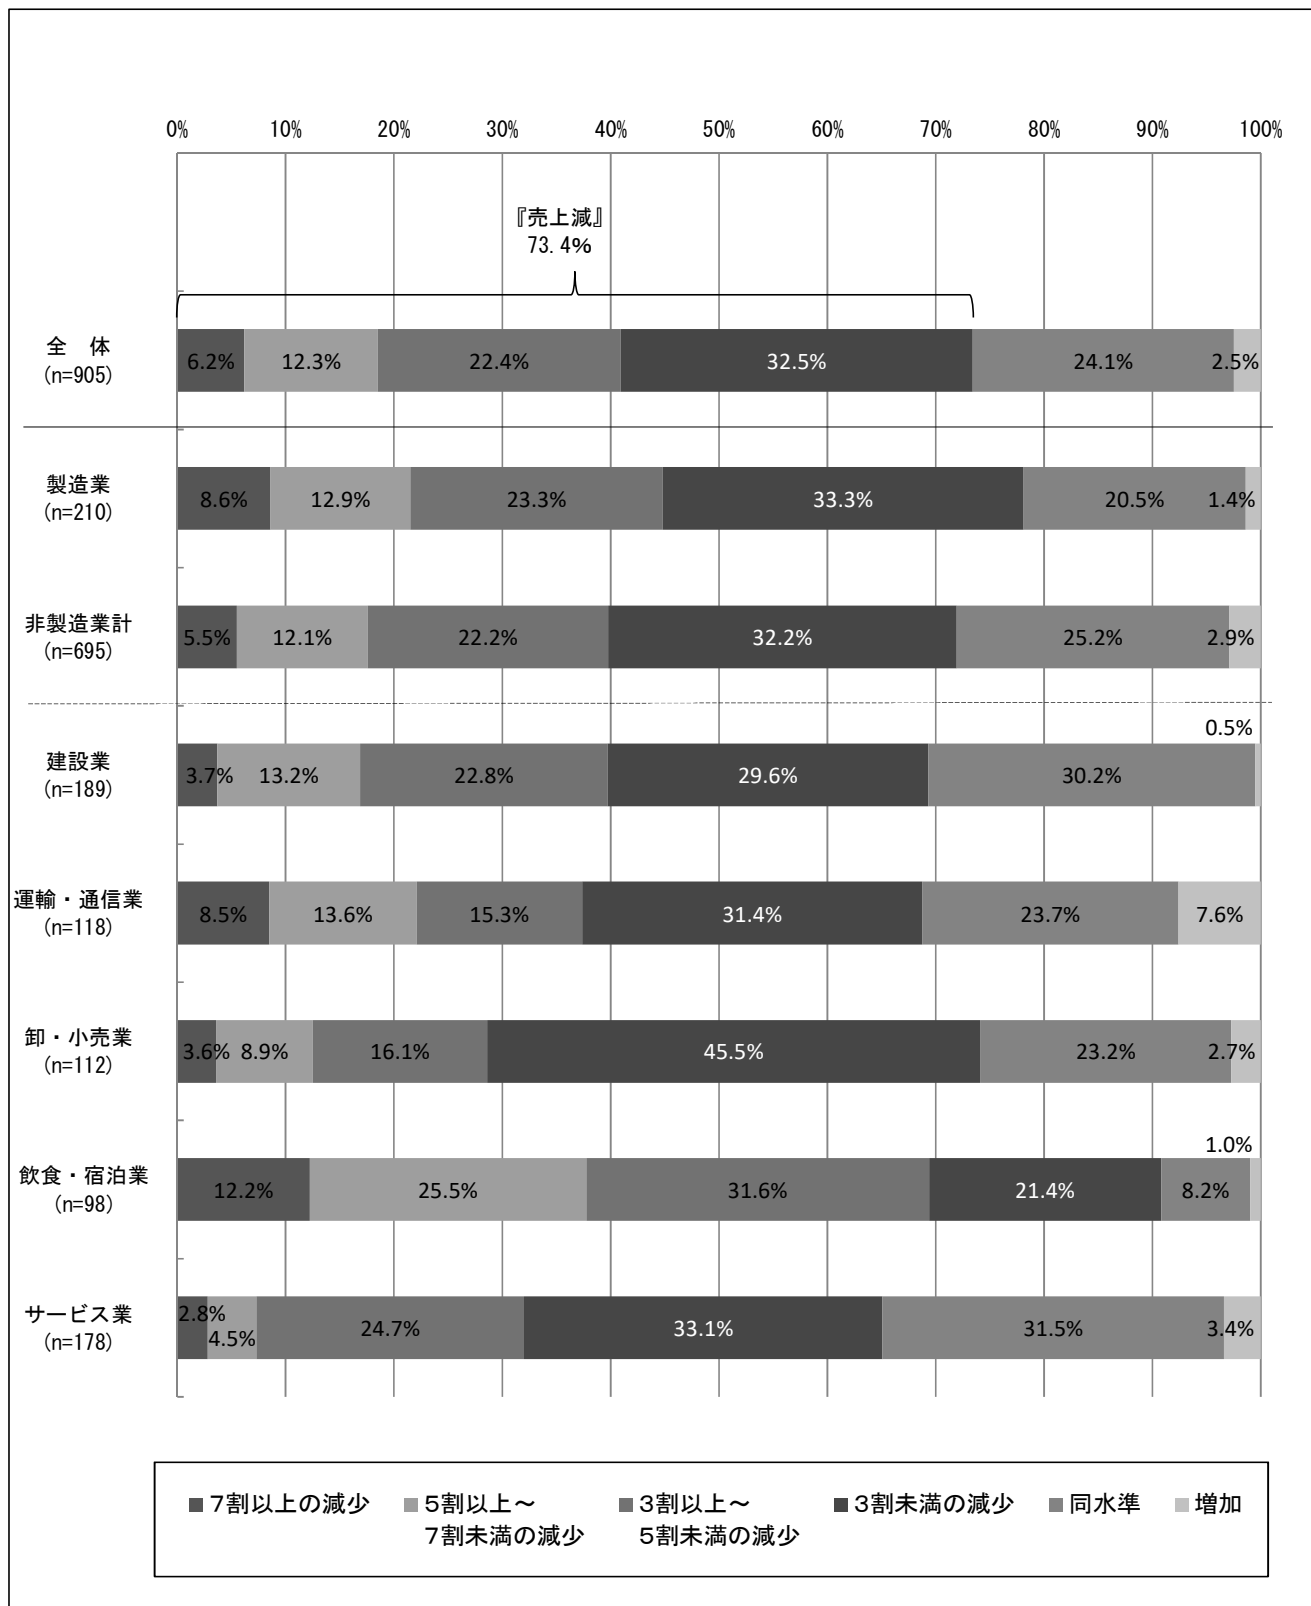 0% 10% 20% 30% 40% 50% 60% 70% 80% 90% 100%
『売上減』
73.4%
全 体
(n=905)
6.2% 12.3% 22.4% 32.5% 24.1% 2.5%
製造業
(n=210)
8.6% 12.9% 23.3% 33.3% 20.5% 1.4%
非製造業計
(n=695)
5.5% 12.1% 22.2% 32.2% 25.2% 2.9%
建設業
(n=189)
3.7% 13.2% 22.8% 29.6% 30.2% 0.5%
運輸・通信業
(n=118)
8.5% 13.6% 15.3% 31.4% 23.7% 7.6%
卸・小売業
(n=112)
3.6% 8.9% 16.1% 45.5% 23.2% 2.7%
飲食・宿泊業
(n=98)
12.2% 25.5% 31.6% 21.4% 8.2% 1.0%
サービス業
(n=178)
2.8% 4.5% 24.7% 33.1% 31.5% 3.4%
７割以上の減少 ５割以上～ ３割以上～ ３割未満の減少 同水準 増加
７割未満の減少 ５割未満の減少